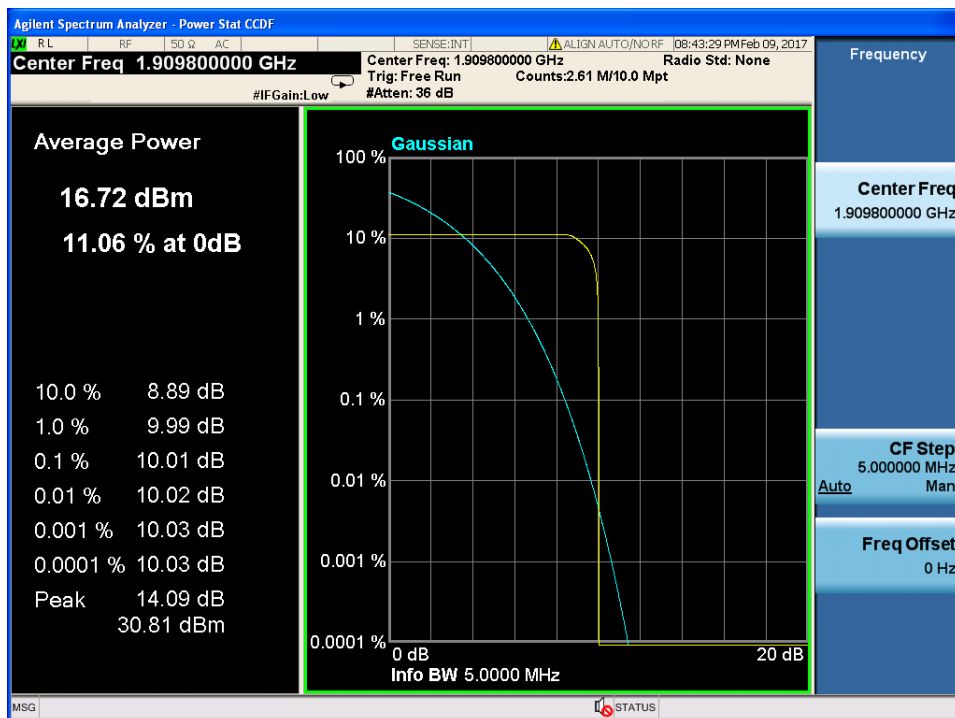 Agilent Spectrum Analyzer - Power Stat CCDF
LXI RL RF 50 Ω AC SENSE:INT ALIGN AUTO/NO RF 08:43:29 PM Feb 09, 2017
Center Freq 1.909800000 GHz
Center Freq: 1.909800000 GHz Radio Std: None
Trig: Free Run Counts:2.61 M/10.0 Mpt
#IFGain:Low #Atten: 36 dB
Frequency
Average Power
16.72 dBm
11.06 % at 0dB
10.0 % 8.89 dB
1.0 % 9.99 dB
0.1 % 10.01 dB
0.01 % 10.02 dB
0.001 % 10.03 dB
0.0001 % 10.03 dB
Peak 14.09 dB
30.81 dBm
Gaussian
100 %
10 %
1 %
0.1 %
0.01 %
0.001 %
0.0001 %
0 dB 20 dB
Info BW 5.0000 MHz
Center Freq
1.909800000 GHz
CF Step
5.000000 MHz
Auto Man
Freq Offset
0 Hz
MSG STATUS